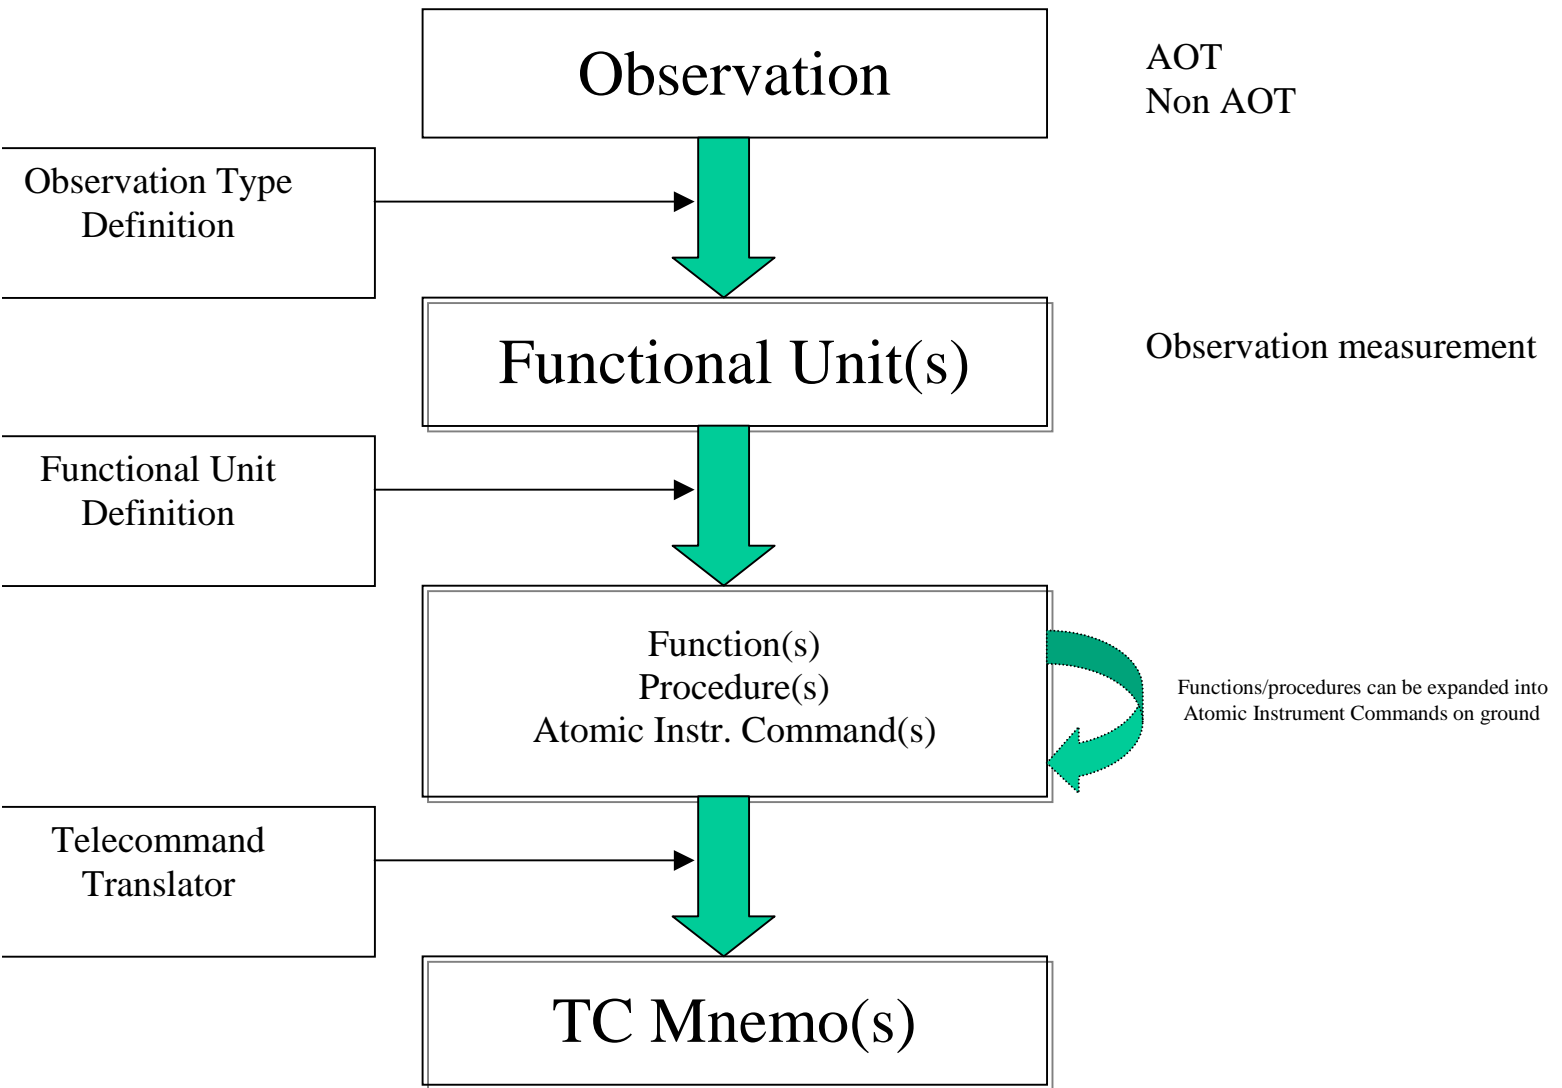 Observation
AOT
Non AOT
Observation Type
Definition
Functional Unit(s)
Observation measurement
Functional Unit
Definition
Function(s)
Procedure(s)
Atomic Instr. Command(s)
Functions/procedures can be expanded into
Atomic Instrument Commands on ground
Telecommand
Translator
TC Mnemo(s)